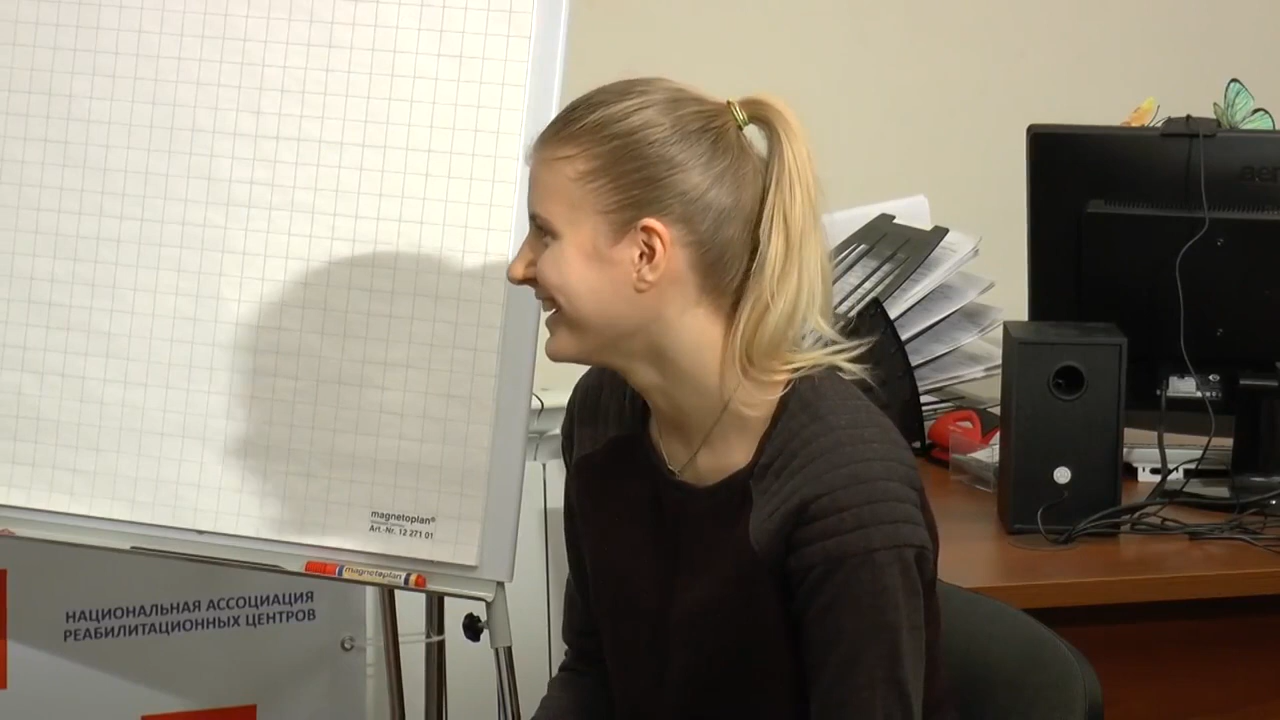 magnetoplan®
Art.-Nr. 12 271 01
magnetoplan
НАЦИОНАЛЬНАЯ АССОЦИАЦИЯ
РЕАБИЛИТАЦИОННЫХ ЦЕНТРОВ